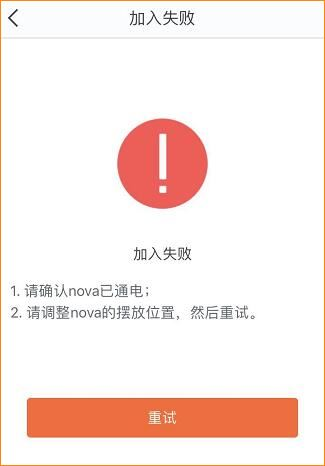 加入失败
加入失败
1. 请确认nova已通电；
2. 请调整nova的摆放位置，然后重试。
重试